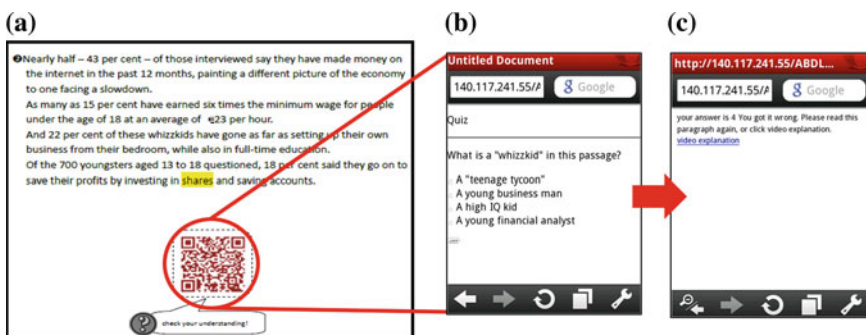 (a)
❷Nearly half – 43 per cent – of those interviewed say they have made money on
the internet in the past 12 months, painting a different picture of the economy
to one facing a slowdown.
As many as 15 per cent have earned six times the minimum wage for people
under the age of 18 at an average of 23 per hour.
And 22 per cent of these whizzkids have gone as far as setting up their own
business from their bedroom, while also in full-time education.
Of the 700 youngsters aged 13 to 18 questioned, 18 per cent said they go on to
save their profits by investing in shares and saving accounts.
? check your understanding!
(b)
Untitled Document
140.117.241.55/A
8 Google
Quiz
What is a "whizzkid" in this passage?
A "teenage tycoon"
A young business man
A high IQ kid
A young financial analyst
(c)
http://140.117.241.55/ABDL...
140.117.241.55/A
8 Google
your answer is 4 You got it wrong. Please read this
paragraph again, or click video explanation.
video explanation